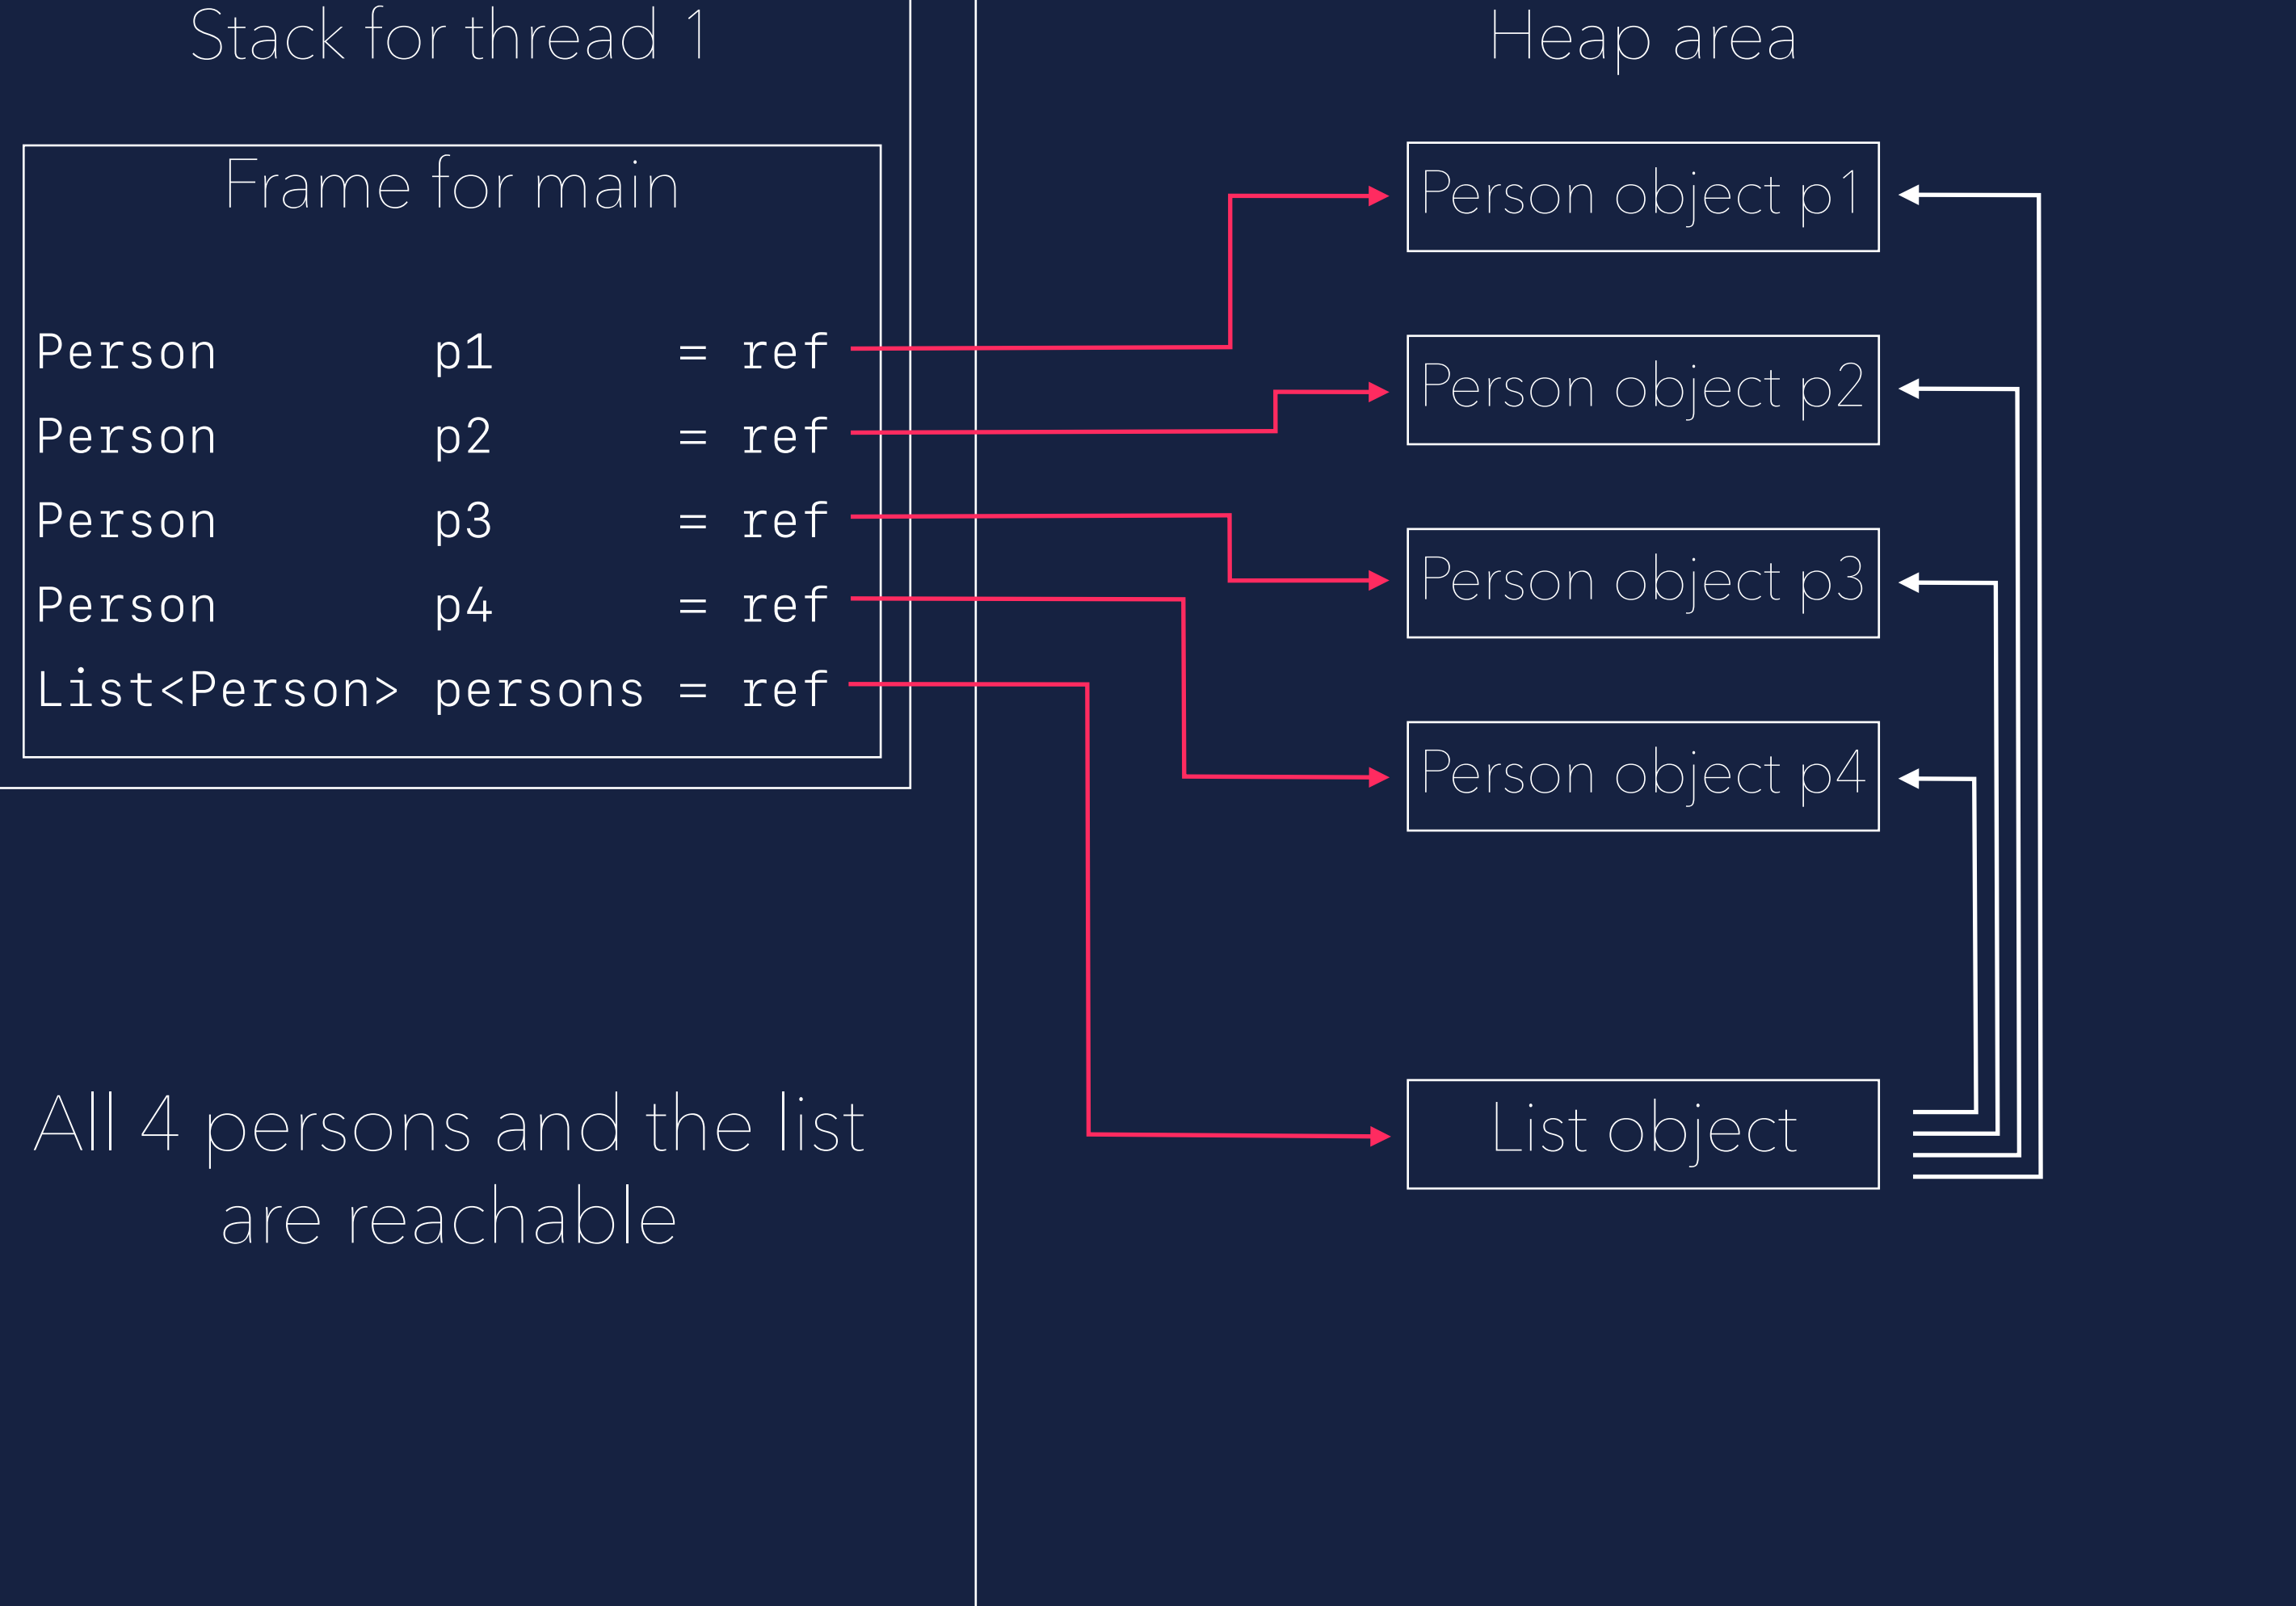 Stack for thread 1
Frame for main
Person p1 = ref
Person p2 = ref
Person p3 = ref
Person p4 = ref
List<Person> persons = ref
All 4 persons and the list
are reachable
Heap area
Person object p1
Person object p2
Person object p3
Person object p4
List object